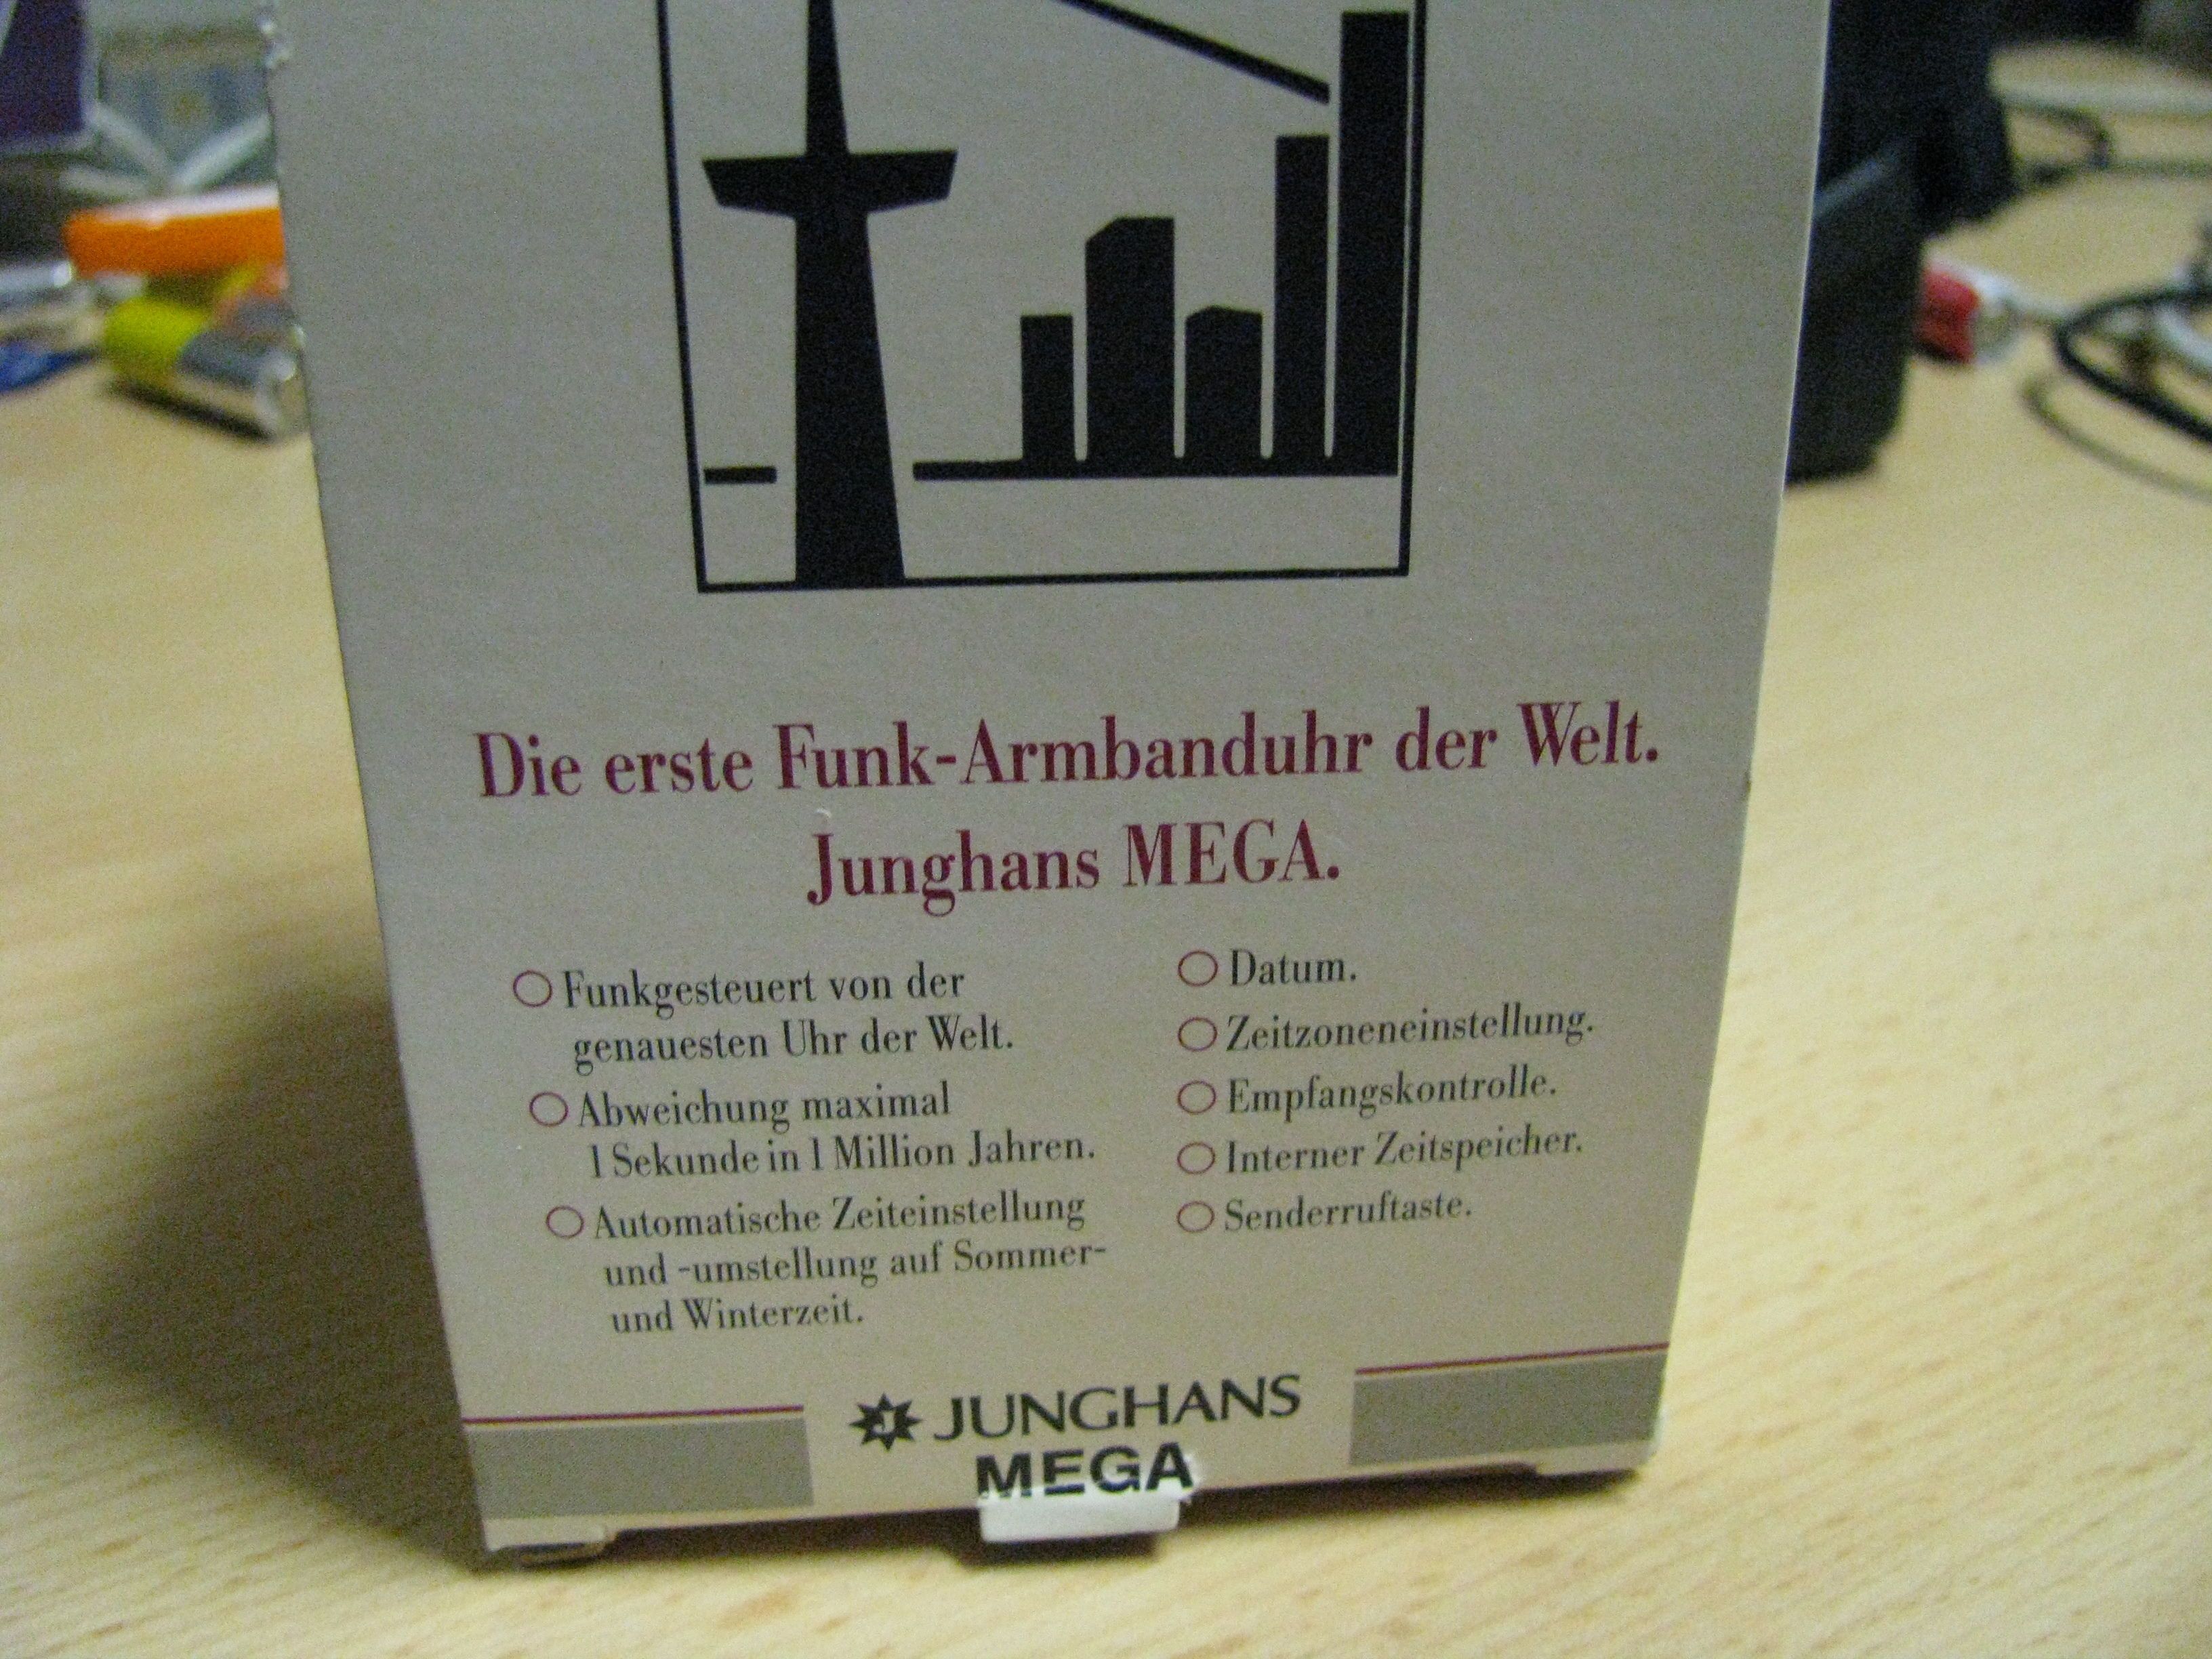 Die erste Funk-Armbanduhr der Welt.
Junghans MEGA.
Funkgesteuert von der
genauesten Uhr der Welt.
Abweichung maximal
1 Sekunde in 1 Million Jahren.
Automatische Zeiteinstellung
und -umstellung auf Sommer-
und Winterzeit.
Datum.
Zeitzoneneinstellung.
Empfangskontrolle.
Interner Zeitspeicher.
Senderruftaste.
J JUNGHANS
MEGA